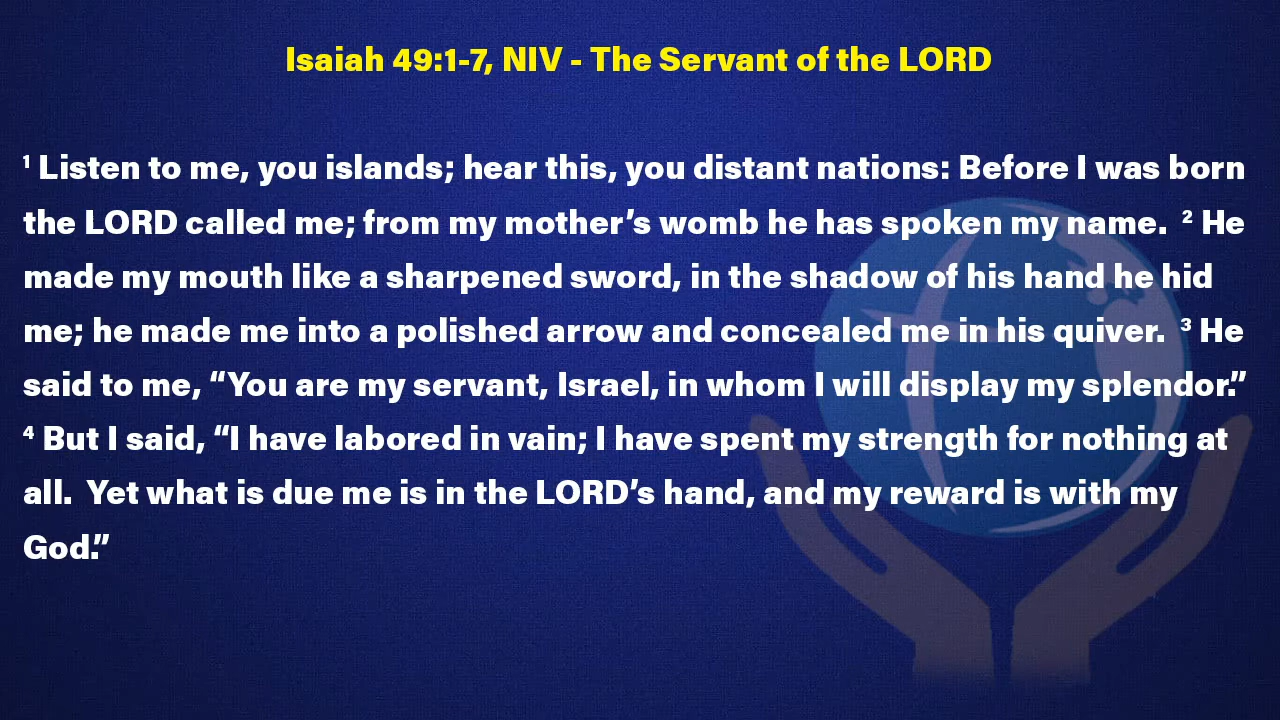 Isaiah 49:1-7, NIV - The Servant of the LORD
¹ Listen to me, you islands; hear this, you distant nations: Before I was born
the LORD called me; from my mother’s womb he has spoken my name.  ² He
made my mouth like a sharpened sword, in the shadow of his hand he hid
me; he made me into a polished arrow and concealed me in his quiver.  ³ He
said to me, “You are my servant, Israel, in whom I will display my splendor.”
⁴ But I said, “I have labored in vain; I have spent my strength for nothing at
all.  Yet what is due me is in the LORD’s hand, and my reward is with my
God.”